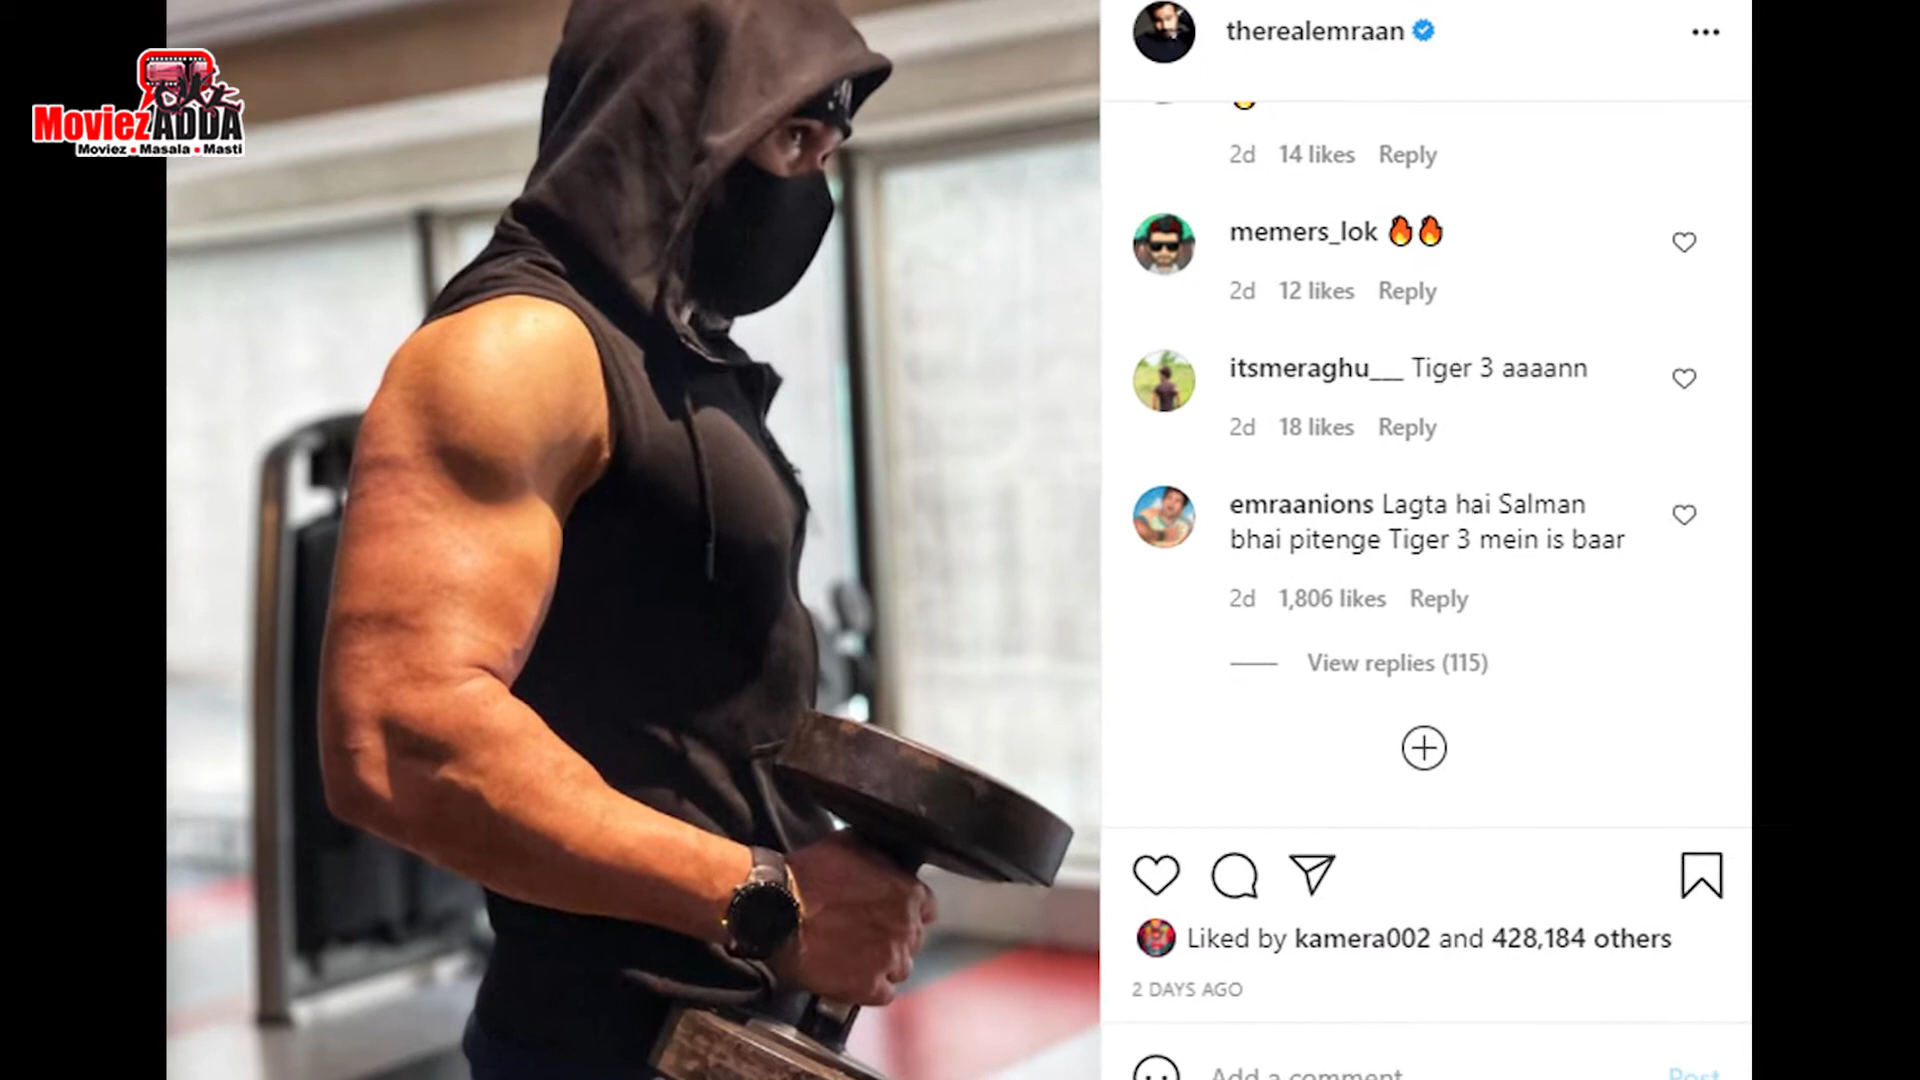 MoviezADDA
Moviez • Masala • Masti
therealemraan
2d 14 likes Reply
memers_lok 🔥🔥
2d 12 likes Reply
itsmeraghu___ Tiger 3 aaaann
2d 18 likes Reply
emraanions Lagta hai Salman
bhai pitenge Tiger 3 mein is baar
2d 1,806 likes Reply
View replies (115)
Liked by kamera002 and 428,184 others
2 DAYS AGO
Add a comment
Post